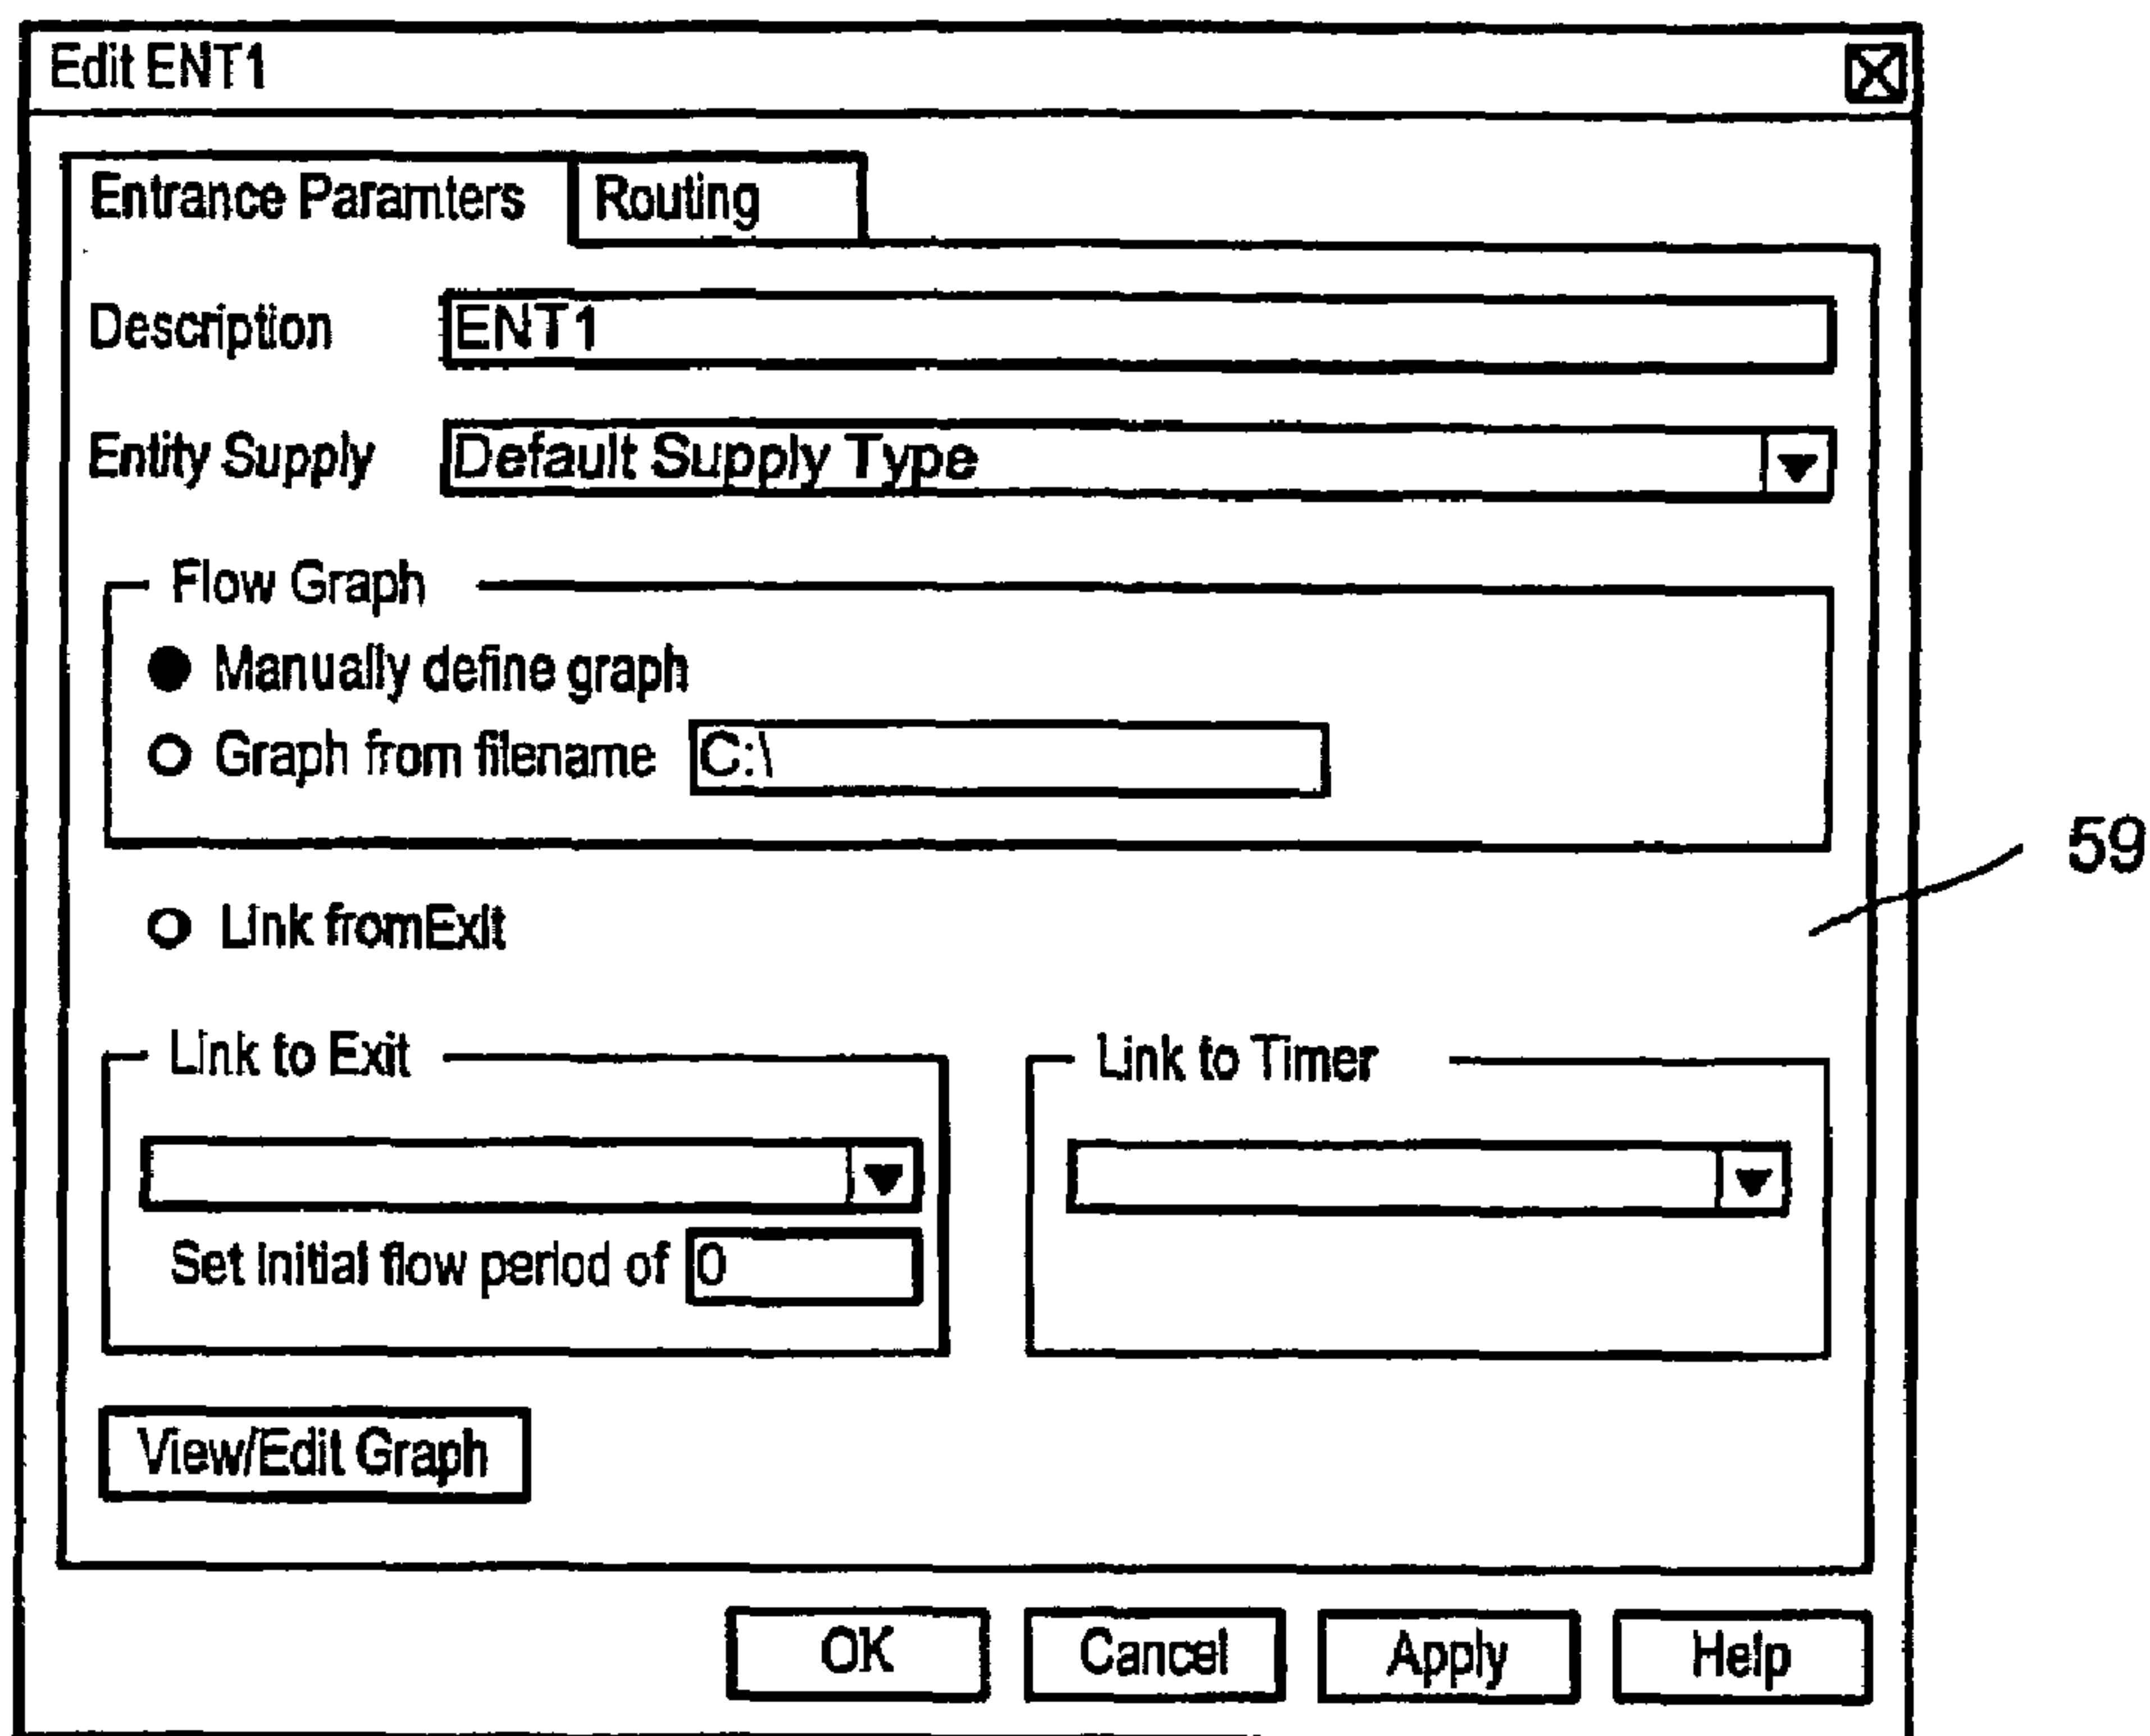 Edit ENT1
Entrance Paramters Routing
Description ENT1
Entity Supply Default Supply Type
Flow Graph
Manually define graph
Graph from filename C:\
59
Link fromExit
Link to Exit Link to Timer
Set initial flow period of 0
View/Edit Graph
OK Cancel Apply Help